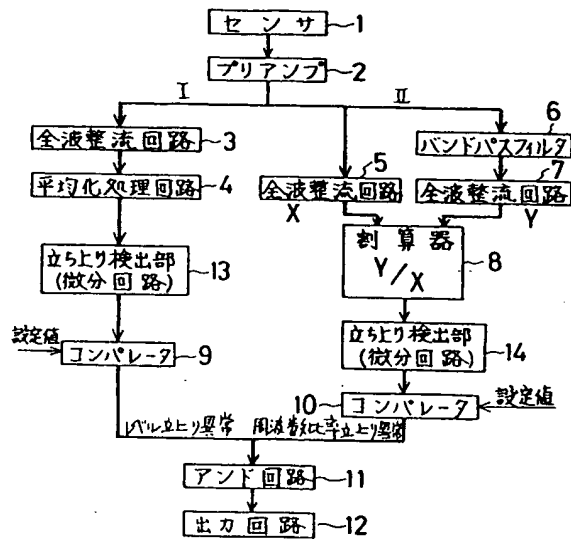 センサ 1
プリアンプ 2
I II
全波整流回路 3
平均化処理回路 4
5
全波整流回路
X
6
バンドパスフィルタ
7
全波整流回路
Y
割算器
Y/X
8
立ち上り検出部
(微分回路)
13
立ち上り検出部
(微分回路)
14
設定値
コンパレータ 9
10 コンパレータ
設定値
レベル立上り異常 周波数比率立上り異常
アンド回路 11
出力回路 12